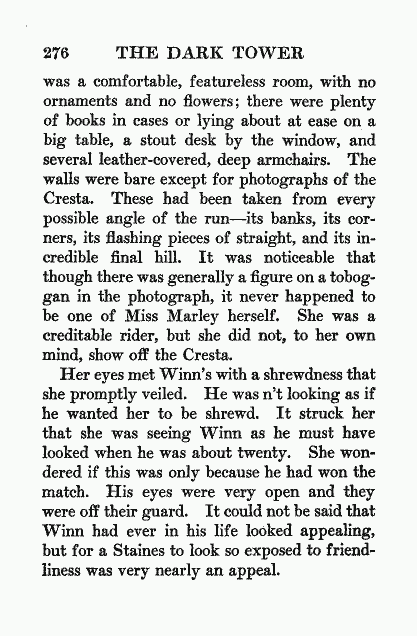 276 THE DARK TOWER
was a comfortable, featureless room, with no
ornaments and no flowers; there were plenty
of books in cases or lying about at ease on a
big table, a stout desk by the window, and
several leather-covered, deep armchairs. The
walls were bare except for photographs of the
Cresta. These had been taken from every
possible angle of the run—its banks, its cor-
ners, its flashing pieces of straight, and its in-
credible final hill. It was noticeable that
though there was generally a figure on a tobog-
gan in the photograph, it never happened to
be one of Miss Marley herself. She was a
creditable rider, but she did not, to her own
mind, show off the Cresta.
Her eyes met Winn's with a shrewdness that
she promptly veiled. He was n't looking as if
he wanted her to be shrewd. It struck her
that she was seeing Winn as he must have
looked when he was about twenty. She won-
dered if this was only because he had won the
match. His eyes were very open and they
were off their guard. It could not be said that
Winn had ever in his life looked appealing,
but for a Staines to look so exposed to friend-
liness was very nearly an appeal.